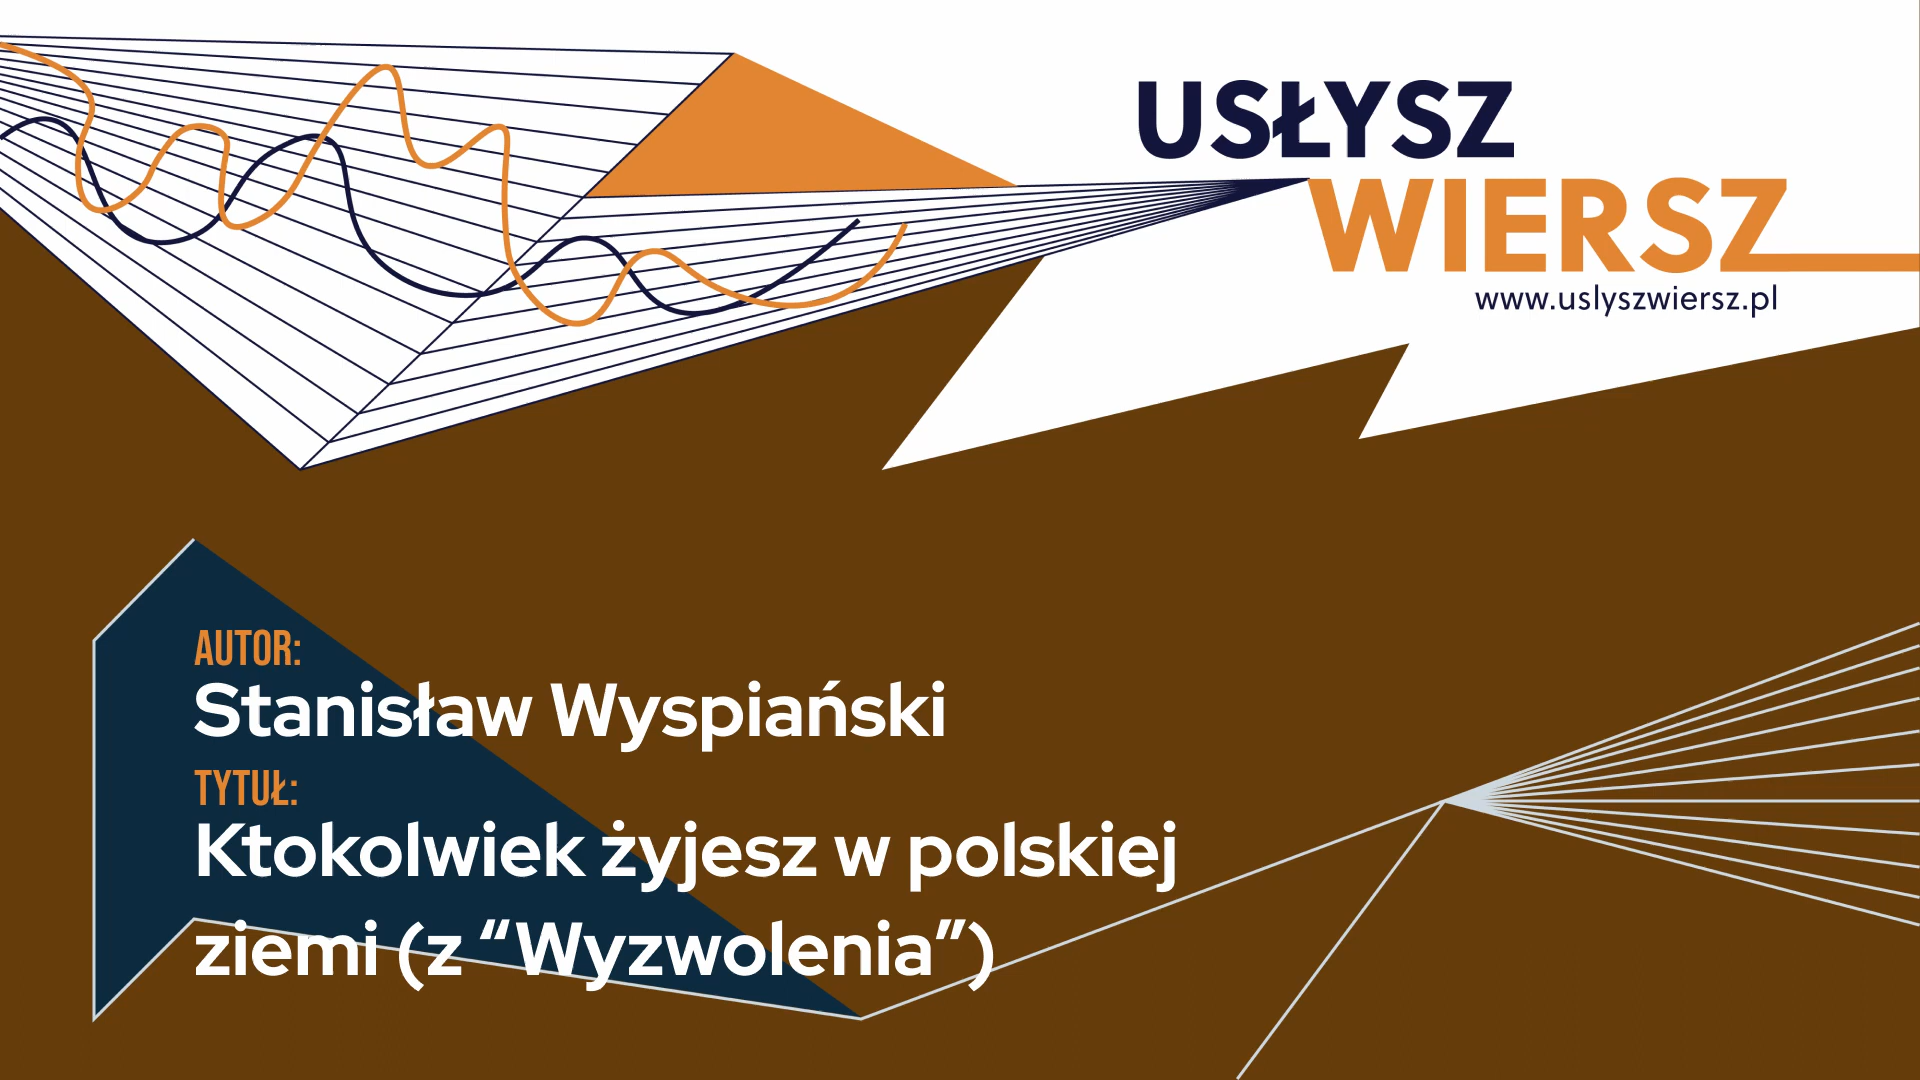 USŁYSZ
WIERSZ
www.uslyszwiersz.pl
AUTOR:
Stanisław Wyspiański
TYTUŁ:
Ktokolwiek żyjesz w polskiej
ziemi (z “Wyzwolenia”)